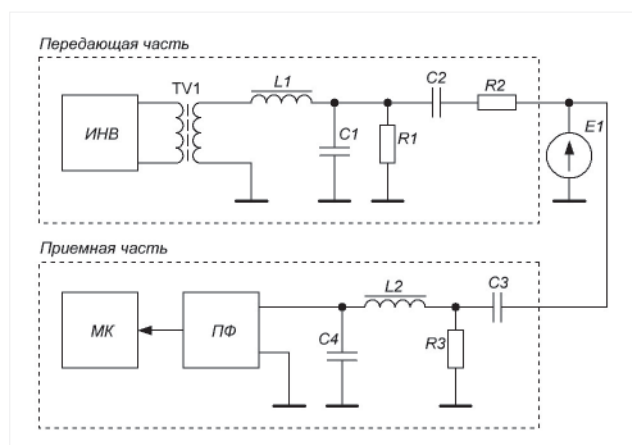 Передающая часть
TV1
L1
C2
R2
ИНВ
C1
R1
E1
Приемная часть
МК
ПФ
C4
L2
R3
C3